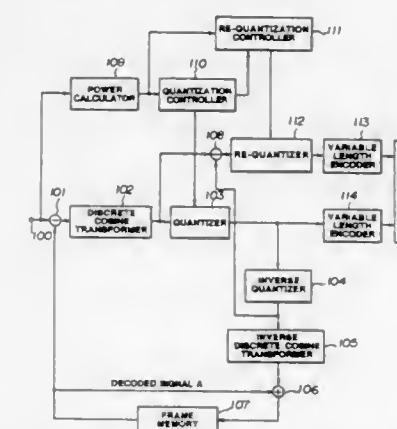 RE-QUANTIZATION
CONTROLLER
111
109
110
POWER
CALCULATOR
QUANTIZATION
CONTROLLER
108
112
113
RE-QUANTIZER
VARIABLE
LENGTH
ENCODER
101
102
103
114
100
DISCRETE
COSINE
TRANSFORMER
QUANTIZER
VARIABLE
LENGTH
ENCODER
INVERSE
QUANTIZER
104
INVERSE
DISCRETE COSINE
TRANSFORMER
105
DECODED SIGNAL A
106
107
FRAME
MEMORY